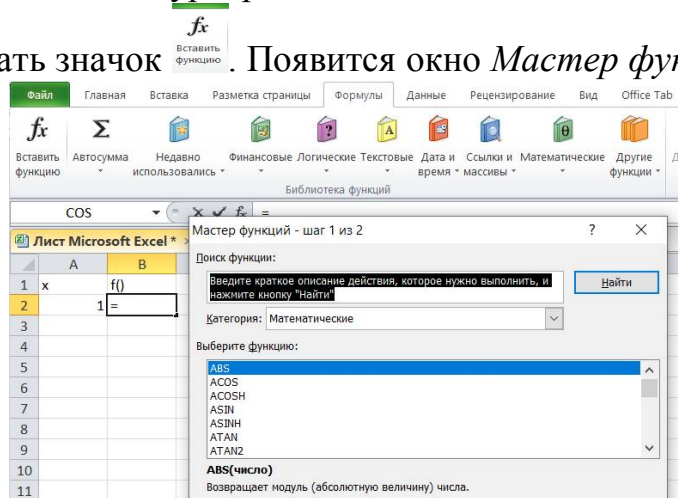 fx
Вставить
функцию
ать значок . Появится окно Мастер фун
Файл Главная Вставка Разметка страницы Формулы Данные Рецензирование Вид Office Tab
fx Σ ? A θ
Вставить Автосумма Недавно Финансовые Логические Текстовые Дата и Ссылки и Математические Другие
функцию использовались время массивы функции
Библиотека функций
COS fx =
Мастер функций - шаг 1 из 2 ? ×
Лист Microsoft Excel *
Поиск функции:
A B
Введите краткое описание действия, которое нужно выполнить, и
нажмите кнопку "Найти"
Найти
1 x f()
2 1 =
Категория: Математические
3
4
Выберите функцию:
5 ABS
6 ACOS
ACOSH
7 ASIN
8 ASINH
ATAN
9 ATAN2
10 ABS(число)
11 Возвращает модуль (абсолютную величину) числа.